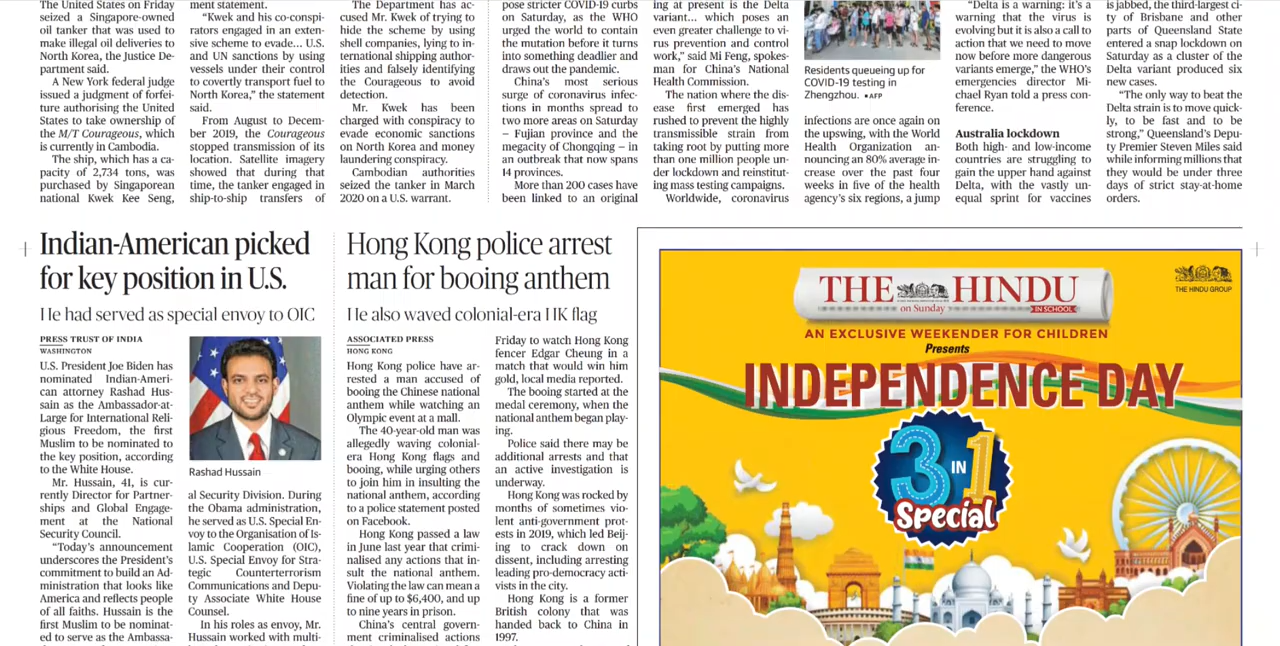 The United States on Friday
seized a Singapore-owned
oil tanker that was used to
make illegal oil deliveries to
North Korea, the Justice De-
partment said.
A New York federal judge
issued a judgment of forfei-
ture authorising the United
States to take ownership of
the M/T Courageous, which
is currently in Cambodia.
The ship, which has a ca-
pacity of 2,734 tons, was
purchased by Singaporean
national Kwek Kee Seng,
ment statement.
“Kwek and his co-conspi-
rators engaged in an exten-
sive scheme to evade... U.S.
and UN sanctions by using
vessels under their control
to covertly transport fuel to
North Korea,” the statement
said.
From August to Decem-
ber 2019, the Courageous
stopped transmission of its
location. Satellite imagery
showed that during that
time, the tanker engaged in
ship-to-ship transfers of
The Department has ac-
cused Mr. Kwek of trying to
hide the scheme by using
shell companies, lying to in-
ternational shipping author-
ities and falsely identifying
the Courageous to avoid
detection.
Mr. Kwek has been
charged with conspiracy to
evade economic sanctions
on North Korea and money
laundering conspiracy.
Cambodian authorities
seized the tanker in March
2020 on a U.S. warrant.
pose stricter COVID-19 curbs
on Saturday, as the WHO
urged the world to contain
the mutation before it turns
into something deadlier and
draws out the pandemic.
China’s most serious
surge of coronavirus infec-
tions in months spread to
two more areas on Saturday
– Fujian province and the
megacity of Chongqing – in
an outbreak that now spans
14 provinces.
More than 200 cases have
been linked to an original
ing at present is the Delta
variant... which poses an
even greater challenge to vi-
rus prevention and control
work,” said Mi Feng, spokes-
man for China’s National
Health Commission.
The nation where the dis-
ease first emerged has
rushed to prevent the highly
transmissible strain from
taking root by putting more
than one million people un-
der lockdown and reinstitut-
ing mass testing campaigns.
Worldwide, coronavirus
Residents queueing up for
COVID-19 testing in
Zhengzhou. ▪AFP
infections are once again on
the upswing, with the World
Health Organization an-
nouncing an 80% average in-
crease over the past four
weeks in five of the health
agency’s six regions, a jump
“Delta is a warning: it’s a
warning that the virus is
evolving but it is also a call to
action that we need to move
now before more dangerous
variants emerge,” the WHO’s
emergencies director Mi-
chael Ryan told a press con-
ference.
Australia lockdown
Both high- and low-income
countries are struggling to
gain the upper hand against
Delta, with the vastly un-
equal sprint for vaccines
is jabbed, the third-largest ci-
ty of Brisbane and other
parts of Queensland State
entered a snap lockdown on
Saturday as a cluster of the
Delta variant produced six
new cases.
“The only way to beat the
Delta strain is to move quick-
ly, to be fast and to be
strong,” Queensland’s Depu-
ty Premier Steven Miles said
while informing millions that
they would be under three
days of strict stay-at-home
orders.
Indian-American picked
for key position in U.S.
He had served as special envoy to OIC
PRESS TRUST OF INDIA
WASHINGTON
U.S. President Joe Biden has
nominated Indian-Ameri-
can attorney Rashad Hus-
sain as the Ambassador-at-
Large for International Reli-
gious Freedom, the first
Muslim to be nominated to
the key position, according
to the White House.
Mr. Hussain, 41, is cur-
rently Director for Partner-
ships and Global Engage-
ment at the National
Security Council.
“Today’s announcement
underscores the President’s
commitment to build an Ad-
ministration that looks like
America and reflects people
of all faiths. Hussain is the
first Muslim to be nominat-
ed to serve as the Ambassa-
Rashad Hussain
al Security Division. During
the Obama administration,
he served as U.S. Special En-
voy to the Organisation of Is-
lamic Cooperation (OIC),
U.S. Special Envoy for Stra-
tegic Counterterrorism
Communications and Depu-
ty Associate White House
Counsel.
In his roles as envoy, Mr.
Hussain worked with multi-
Hong Kong police arrest
man for booing anthem
He also waved colonial-era HK flag
ASSOCIATED PRESS
HONG KONG
Hong Kong police have ar-
rested a man accused of
booing the Chinese national
anthem while watching an
Olympic event at a mall.
The 40-year-old man was
allegedly waving colonial-
era Hong Kong flags and
booing, while urging others
to join him in insulting the
national anthem, according
to a police statement posted
on Facebook.
Hong Kong passed a law
in June last year that crimi-
nalised any actions that in-
sult the national anthem.
Violating the law can mean a
fine of up to $6,400, and up
to nine years in prison.
China’s central govern-
ment criminalised actions
Friday to watch Hong Kong
fencer Edgar Cheung in a
match that would win him
gold, local media reported.
The booing started at the
medal ceremony, when the
national anthem began play-
ing.
Police said there may be
additional arrests and that
an active investigation is
underway.
Hong Kong was rocked by
months of sometimes vio-
lent anti-government prot-
ests in 2019, which led Beij-
ing to crack down on
dissent, including arresting
leading pro-democracy acti-
vists in the city.
Hong Kong is a former
British colony that was
handed back to China in
1997.
THE HINDU
on Sunday
IN SCHOOL
THE HINDU GROUP
AN EXCLUSIVE WEEKENDER FOR CHILDREN
Presents
INDEPENDENCE DAY
3 IN 1
Special